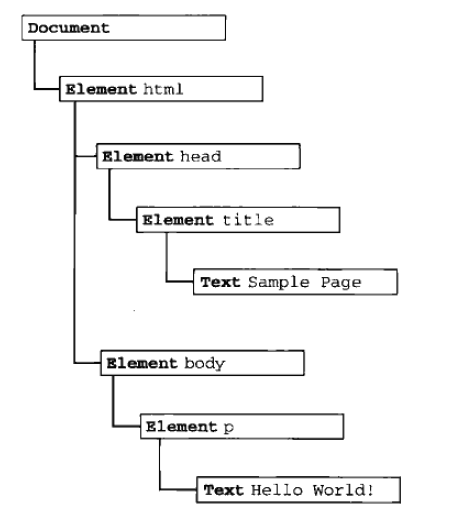 Document
Element html
Element head
Element title
Text Sample Page
Element body
Element p
Text Hello World!